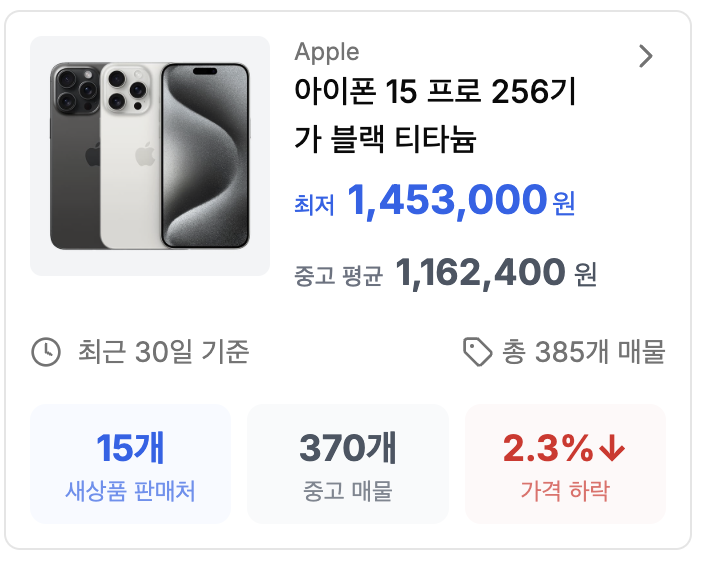 Apple
아이폰 15 프로 256기
가 블랙 티타늄
최저 1,453,000원
중고 평균 1,162,400 원
최근 30일 기준
총 385개 매물
15개
새상품 판매처
370개
중고 매물
2.3%↓
가격 하락